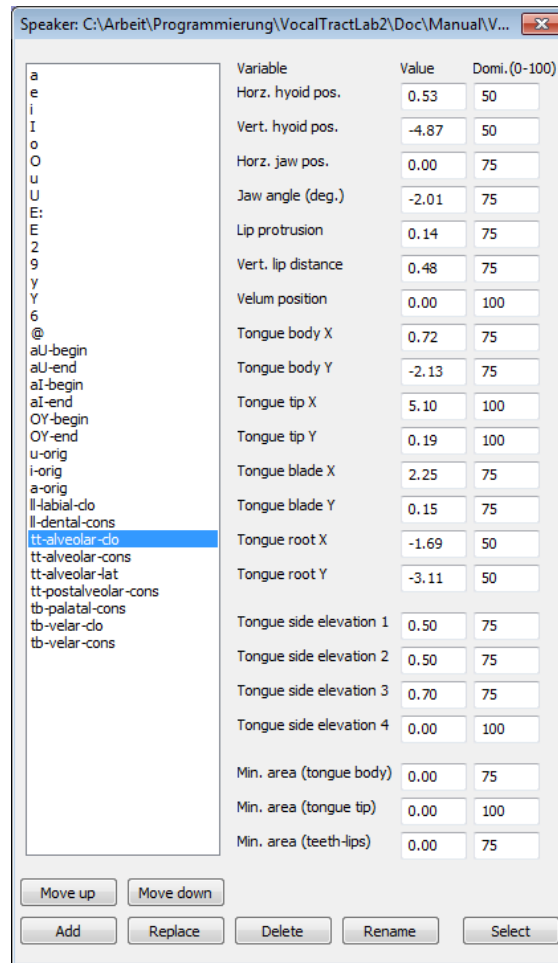 Speaker: C:\Arbeit\Programmierung\VocalTractLab2\Doc\Manual\V...
a
e
i
I
o
O
u
U
E:
E
2
9
y
Y
6
@
aU-begin
aU-end
aI-begin
aI-end
OY-begin
OY-end
u-orig
i-orig
a-orig
ll-labial-clo
ll-dental-cons
tt-alveolar-clo
tt-alveolar-cons
tt-alveolar-lat
tt-postalveolar-cons
tb-palatal-cons
tb-velar-clo
tb-velar-cons
Variable Value Domi.(0-100)
Horz. hyoid pos. 0.53 50
Vert. hyoid pos. -4.87 50
Horz. jaw pos. 0.00 75
Jaw angle (deg.) -2.01 75
Lip protrusion 0.14 75
Vert. lip distance 0.48 75
Velum position 0.00 100
Tongue body X 0.72 75
Tongue body Y -2.13 75
Tongue tip X 5.10 100
Tongue tip Y 0.19 100
Tongue blade X 2.25 75
Tongue blade Y 0.15 75
Tongue root X -1.69 50
Tongue root Y -3.11 50
Tongue side elevation 1 0.50 75
Tongue side elevation 2 0.50 75
Tongue side elevation 3 0.70 75
Tongue side elevation 4 0.00 100
Min. area (tongue body) 0.00 75
Min. area (tongue tip) 0.00 100
Min. area (teeth-lips) 0.00 75
Move up Move down
Add Replace Delete Rename Select